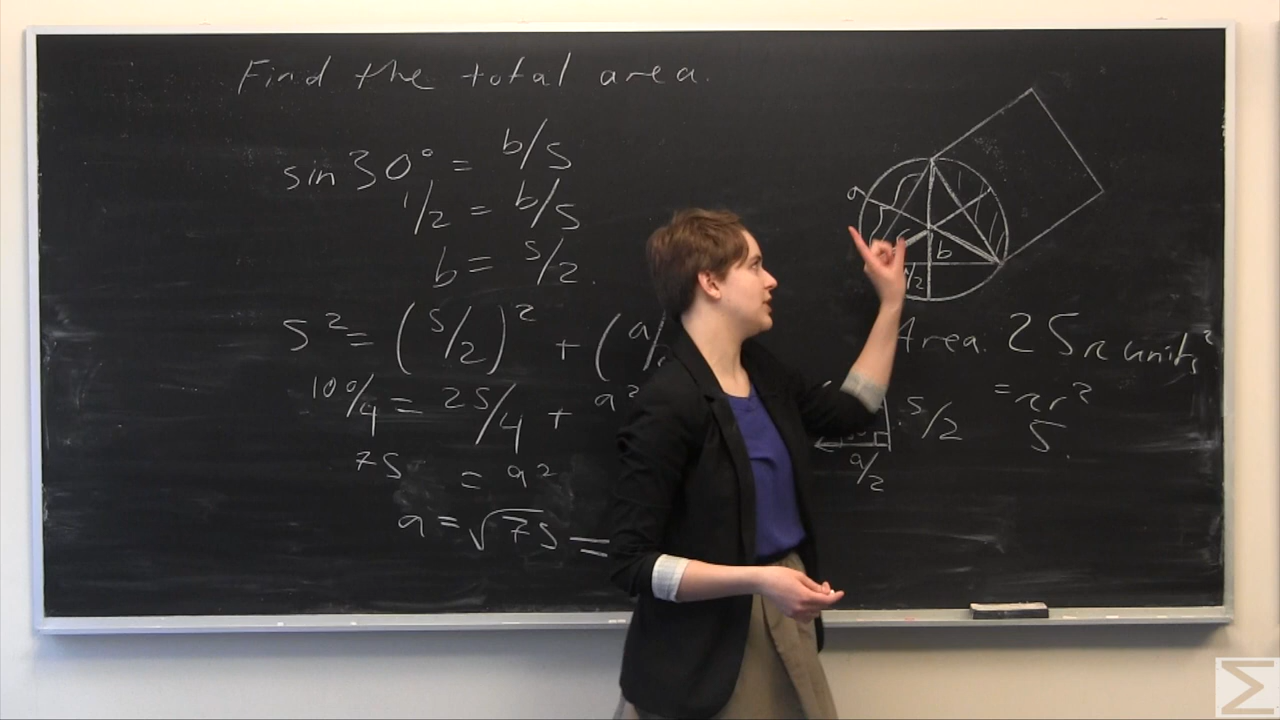 Find the total area.
sin 30° = b/5
1/2 = b/5
b = 5/2.
5² = (5/2)² + (a/
100/4 = 25/4 + a²
75 = a²
a = √75 =
a
b
/2
Area. 25π units²
= πr²
5/2
5.
a/2
Σ